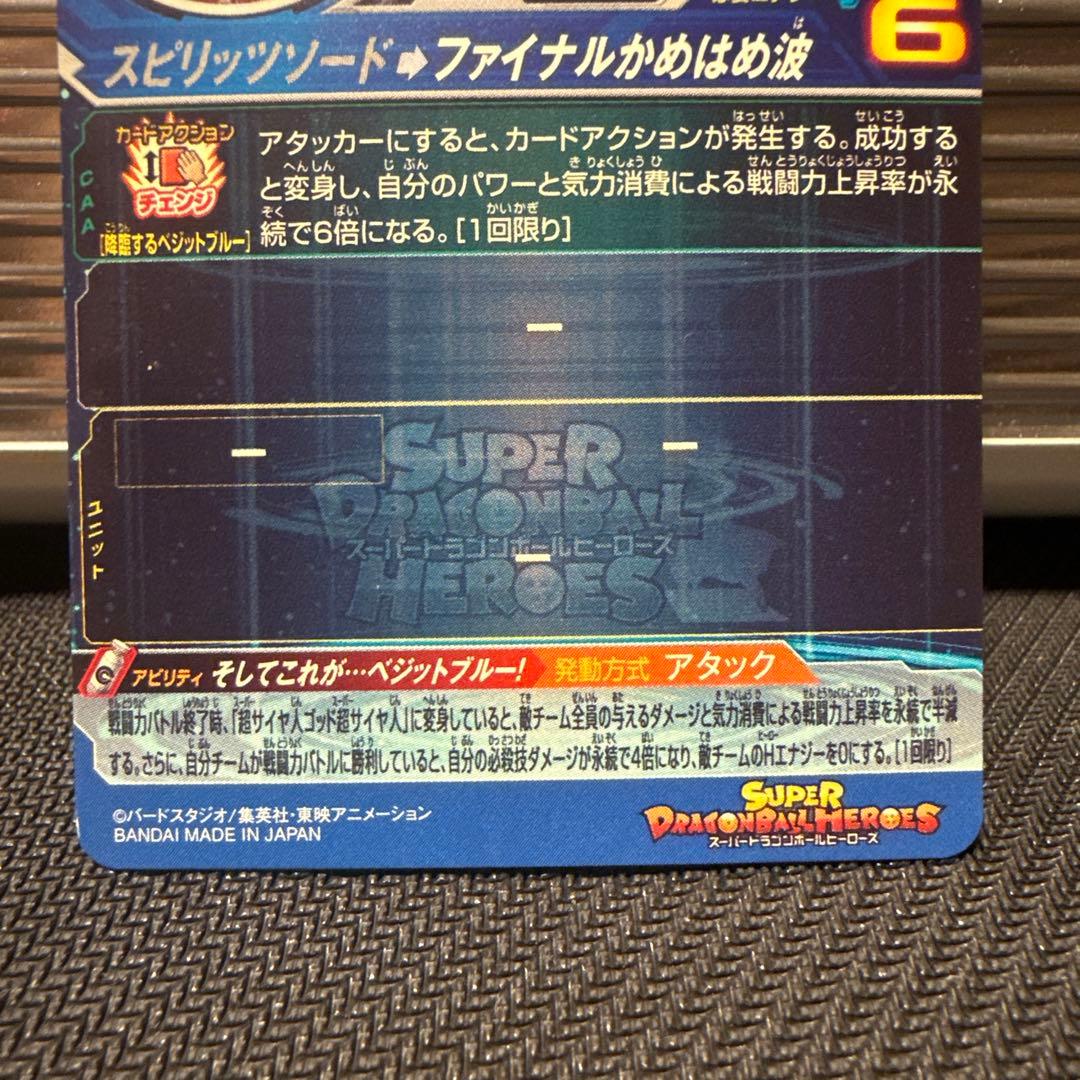 6
スピリッツソード➡ファイナルかめはめ波
カードアクション
チェンジ
[降臨するベジットブルー]
CAA
アタッカーにすると、カードアクションが発生する。成功する
と変身し、自分のパワーと気力消費による戦闘力上昇率が永
続で6倍になる。[1回限り]
ー
ー
ー
ー
ユニット
SUPER
DRAGONBALL
スーパードラゴンボールヒーローズ
HEROES
アビリティ そしてこれが…ベジットブルー! 発動方式 アタック
戦闘力バトル終了時、「超サイヤ人ゴッド超サイヤ人」に変身していると、敵チーム全員の与えるダメージと気力消費による戦闘力上昇率を永続で半減
する。さらに、自分チームが戦闘力バトルに勝利していると、自分の必殺技ダメージが永続で4倍になり、敵チームのHエナジーを0にする。[1回限り]
©バードスタジオ/集英社・東映アニメーション
BANDAI MADE IN JAPAN
SUPER
DRAGONBALL HEROES
スーパードラゴンボールヒーローズ